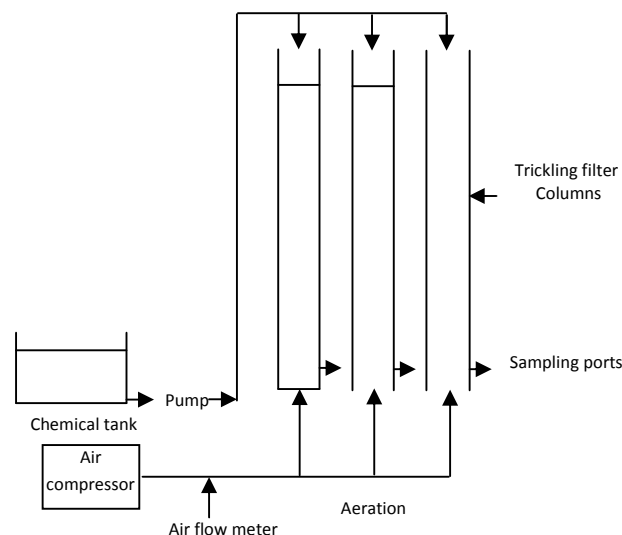 Trickling filter
Columns
Sampling ports
Pump
Chemical tank
Air
compressor
Aeration
Air flow meter